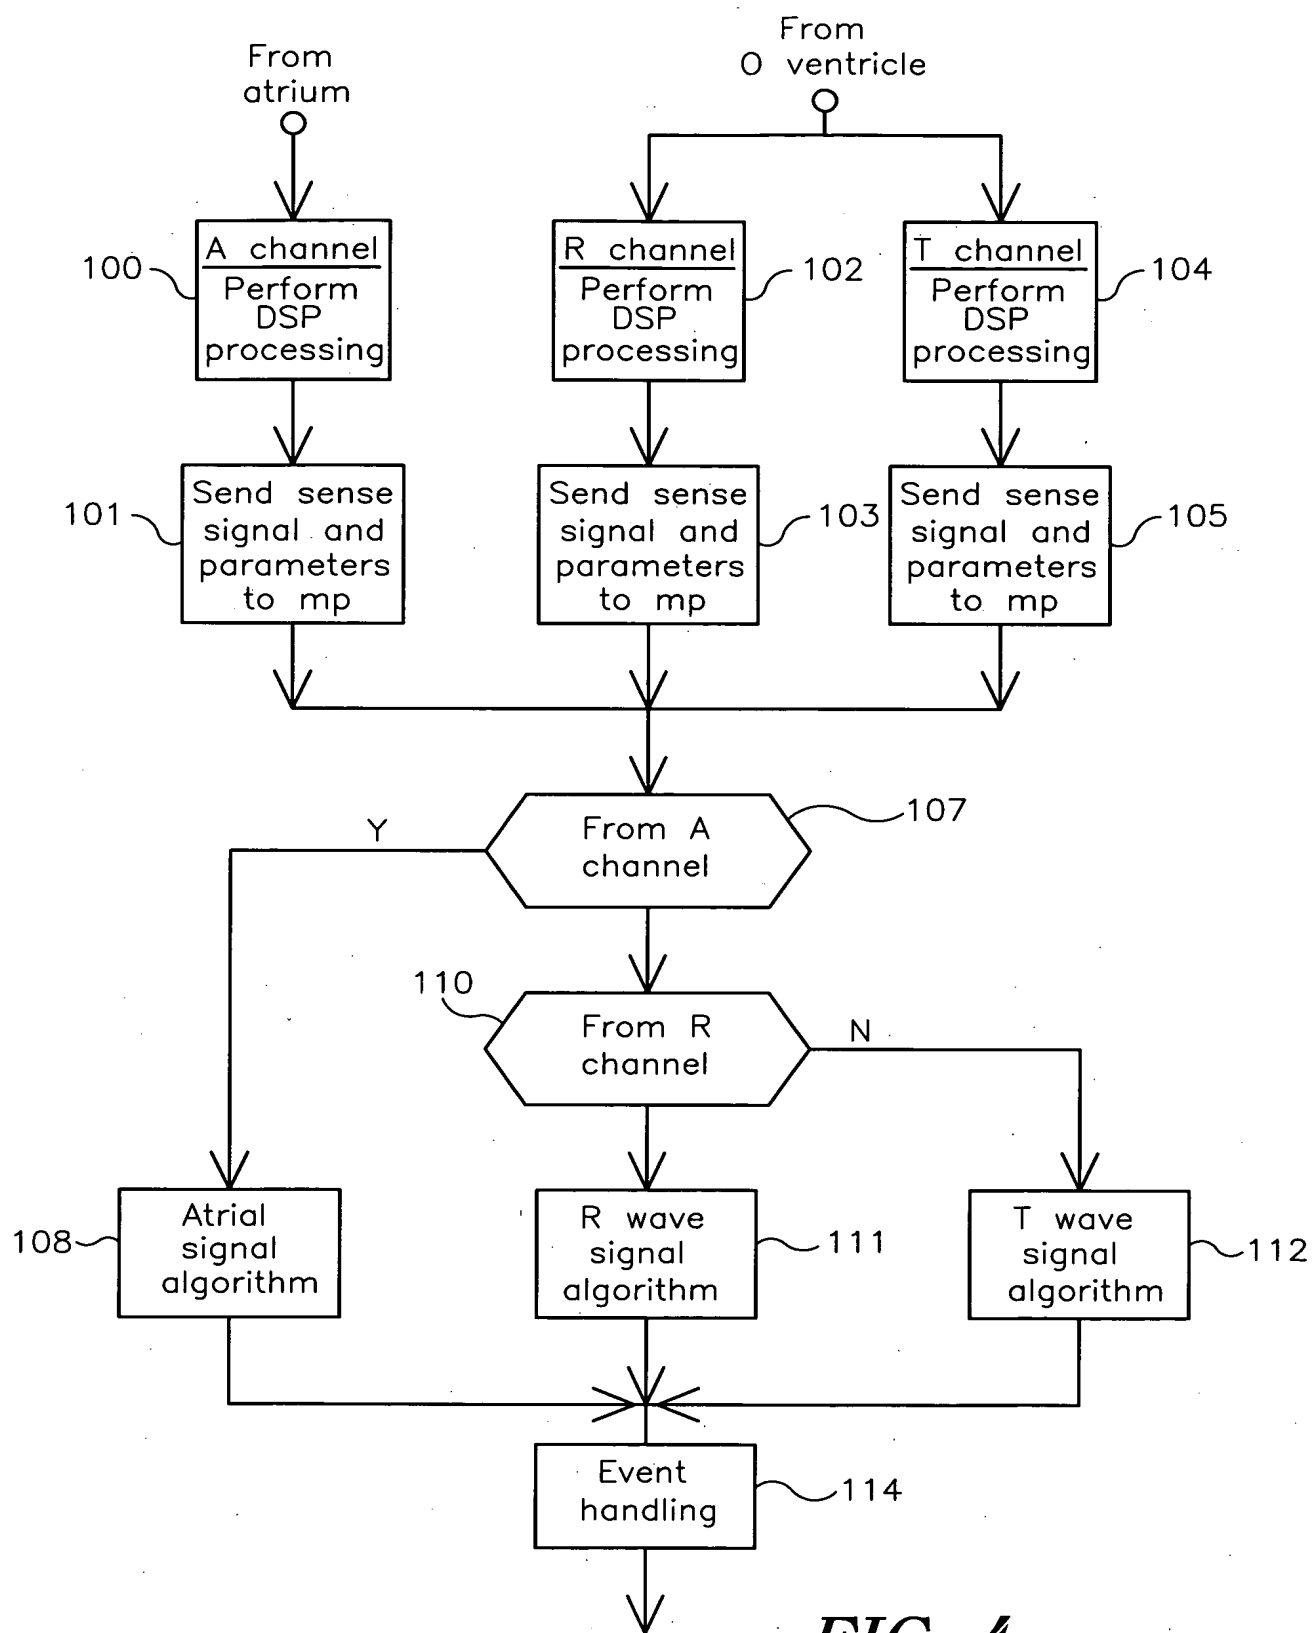 From
atrium
From
O ventricle
A channel
Perform
DSP
processing
100
R channel
Perform
DSP
processing
102
T channel
Perform
DSP
processing
104
Send sense
signal and
parameters
to mp
101
Send sense
signal and
parameters
to mp
103
Send sense
signal and
parameters
to mp
105
From A
channel
107
Y
110
From R
channel
N
Atrial
signal
algorithm
108
R wave
signal
algorithm
111
T wave
signal
algorithm
112
Event
handling
114
FIG. 4